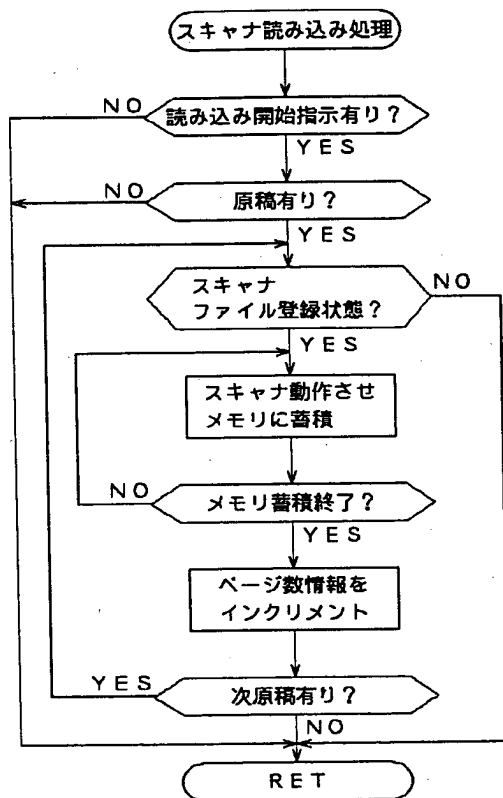 スキャナ読み込み処理
NO
読み込み開始指示有り?
YES
NO
原稿有り?
YES
スキャナ
ファイル登録状態?
NO
YES
スキャナ動作させ
メモリに蓄積
NO
メモリ蓄積終了?
YES
ページ数情報を
インクリメント
YES
次原稿有り?
NO
RET